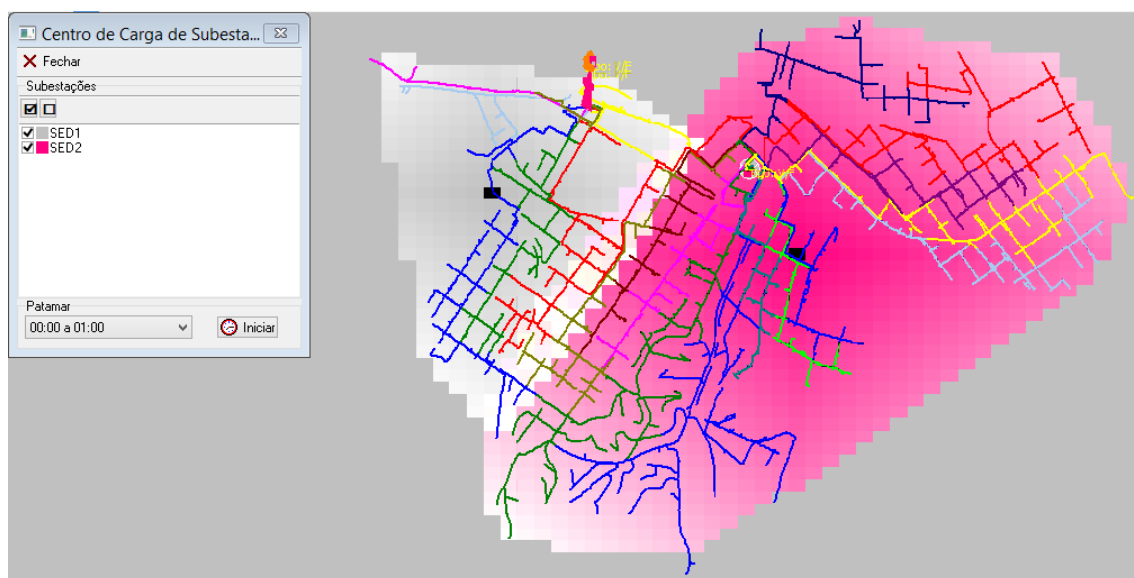 Centro de Carga de Subesta...
Fechar
Subestações
SED1
SED2
Patamar
00:00 a 01:00
Iniciar